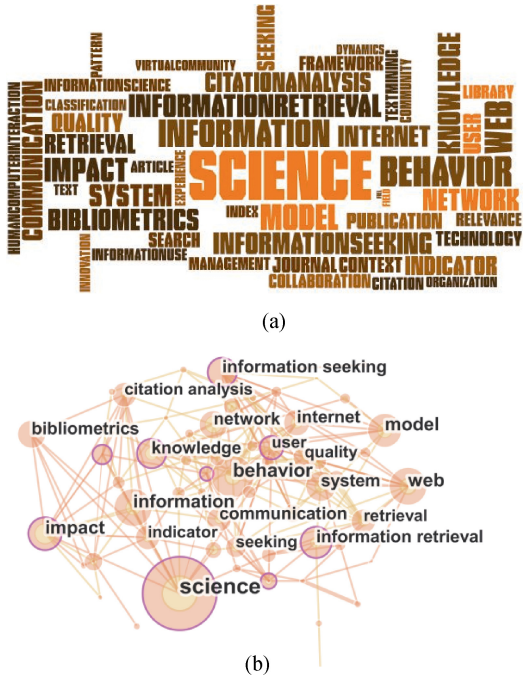 SEEKING
PATTERN
DYNAMICS
VIRTUALCOMMUNITY
FRAMEWORK
KNOWLEDGE
INFORMATIONSCIENCE
CITATIONANALYSIS
TEXTMINING
COMMUNITY
LIBRARY
HUMANCOMPUTERINTERACTION
COMMUNICATION
CLASSIFICATION
INFORMATIONRETRIEVAL
USER
WEB
QUALITY
INFORMATION
INTERNET
RETRIEVAL
IMPACT
ARTICLE
EXPERIENCE
SCIENCE
BEHAVIOR
TEXT
SYSTEM
FIELD
NETWORK
BIBLIOMETRICS
INDEX
MODEL
PUBLICATION
RELEVANCE
SEARCH
INFORMATIONSEEKING
TECHNOLOGY
INNOVATION
INFORMATIONUSE
MANAGEMENT
JOURNAL
CONTEXT
INDICATOR
COLLABORATION
CITATION
ORGANIZATION
(a)
information seeking
citation analysis
network
internet
bibliometrics
model
knowledge
user
quality
behavior
system
web
information
communication
retrieval
impact
indicator
seeking
information retrieval
science
(b)